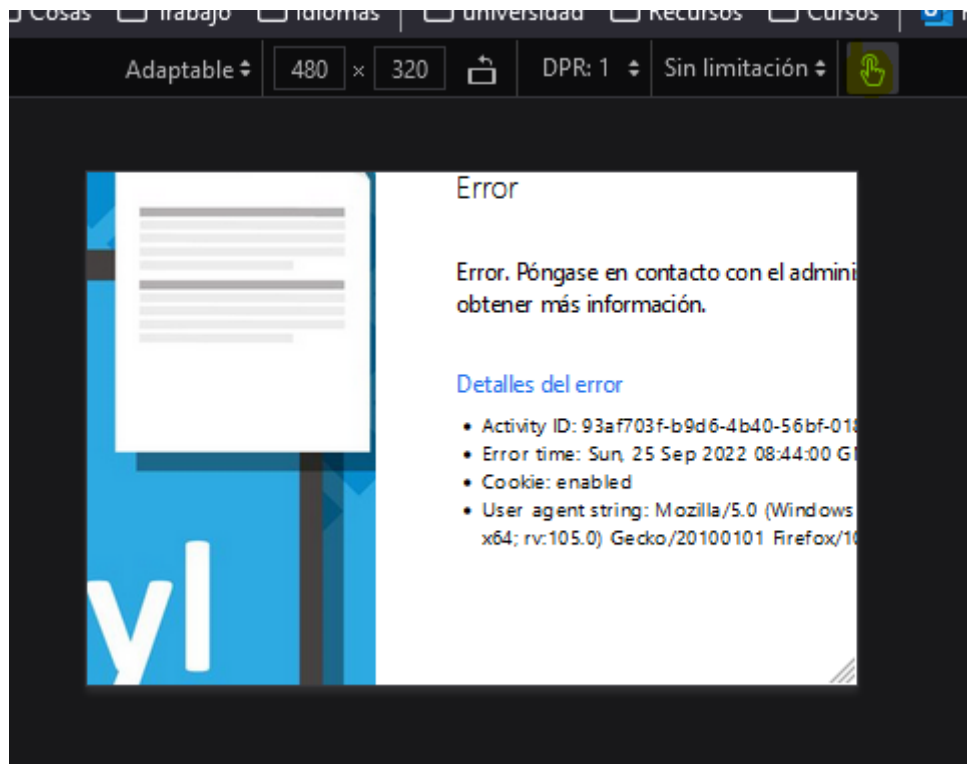 Cosas Trabajo Idiomas universidad Recursos Cursos
Adaptable 480 × 320 DPR: 1 Sin limitación
Error
Error. Póngase en contacto con el admini
obtener más información.
Detalles del error
• Activity ID: 93af703f-b9d6-4b40-56bf-018
• Error time: Sun, 25 Sep 2022 08:44:00 G
• Cookie: enabled
• User agent string: Mozilla/5.0 (Windows
x64; rv:105.0) Gecko/20100101 Firefox/10
yl